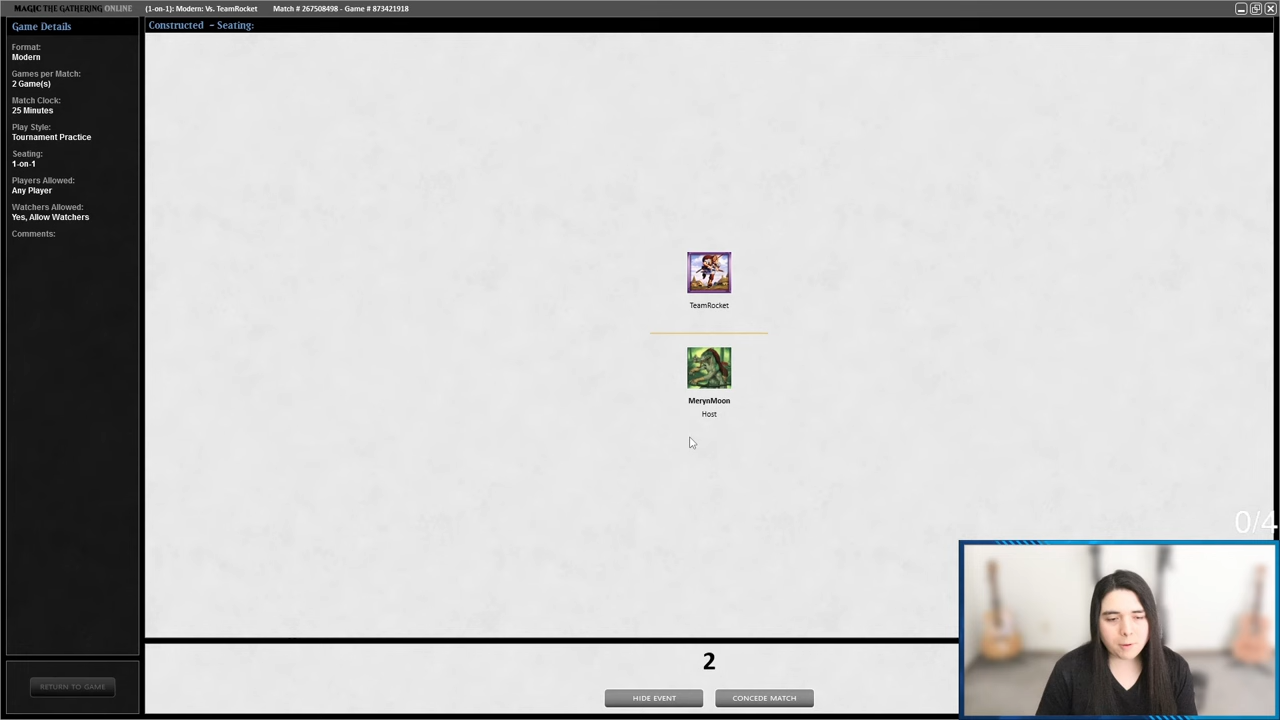 MAGIC THE GATHERING ONLINE (1-on-1): Modern: Vs. TeamRocket Match # 267508498 - Game # 873421918
Game Details
Constructed - Seating:
Format:
Modern
Games per Match:
2 Game(s)
Match Clock:
25 Minutes
Play Style:
Tournament Practice
Seating:
1-on-1
Players Allowed:
Any Player
Watchers Allowed:
Yes, Allow Watchers
Comments:
TeamRocket
MerynMoon
Host
0/4
2
RETURN TO GAME
HIDE EVENT
CONCEDE MATCH